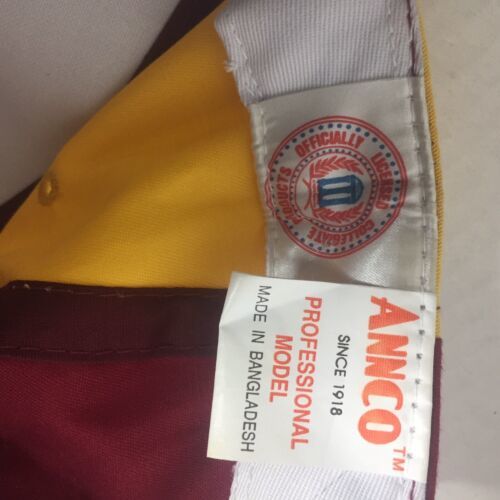 OFFICIALLY LICENSED
COLLEGIATE PRODUCTS
ANNCO™
SINCE 1918
PROFESSIONAL
MODEL
MADE IN BANGLADESH